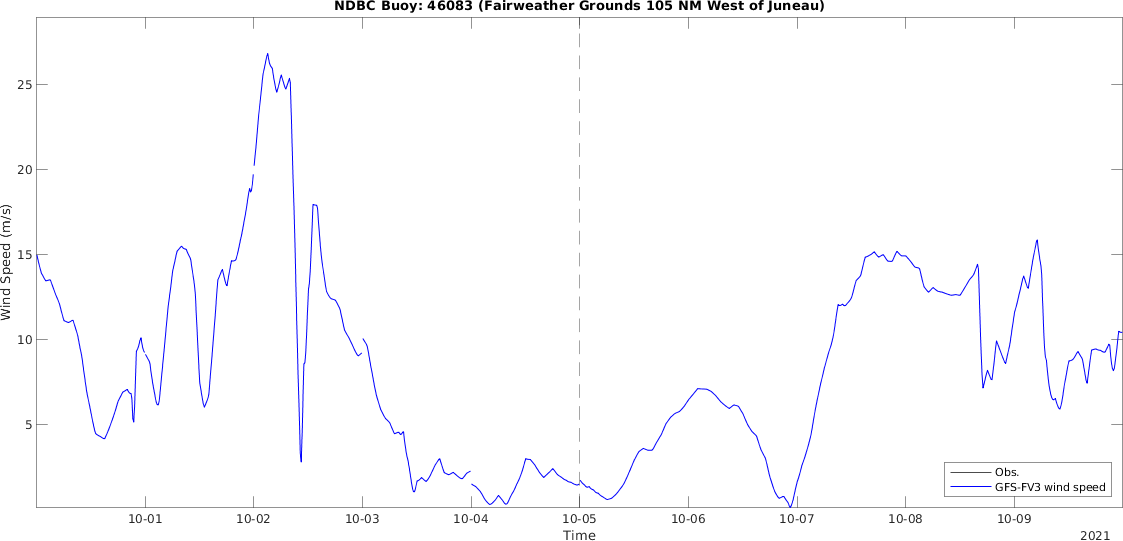 NDBC Buoy: 46083 (Fairweather Grounds 105 NM West of Juneau)
Wind Speed (m/s)
25
20
15
10
5
10-01 10-02 10-03 10-04 10-05 10-06 10-07 10-08 10-09
Time
2021
Obs.
GFS-FV3 wind speed